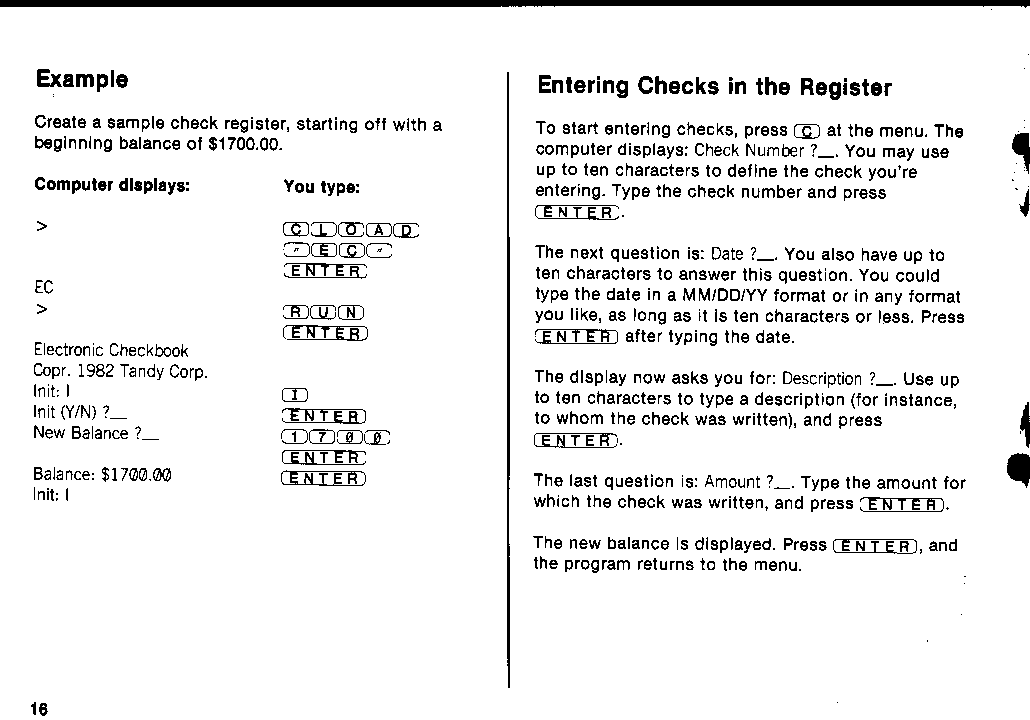 Example
Create a sample check register, starting off with a
beginning balance of $1700.00.
Computer displays: You type:
> C L O A D
" E C "
ENTER
EC
> R U N
ENTER
Electronic Checkbook
Copr. 1982 Tandy Corp.
Init: I I
Init (Y/N) ?_ ENTER
New Balance ?_ 1 7 0 0
ENTER
Balance: $1700.00 ENTER
Init: I
16
Entering Checks in the Register
To start entering checks, press C at the menu. The
computer displays: Check Number ?_. You may use
up to ten characters to define the check you're
entering. Type the check number and press
ENTER.
The next question is: Date ?_. You also have up to
ten characters to answer this question. You could
type the date in a MM/DD/YY format or in any format
you like, as long as it is ten characters or less. Press
ENTER after typing the date.
The display now asks you for: Description ?_. Use up
to ten characters to type a description (for instance,
to whom the check was written), and press
ENTER.
The last question is: Amount ?_. Type the amount for
which the check was written, and press ENTER.
The new balance is displayed. Press ENTER, and
the program returns to the menu.